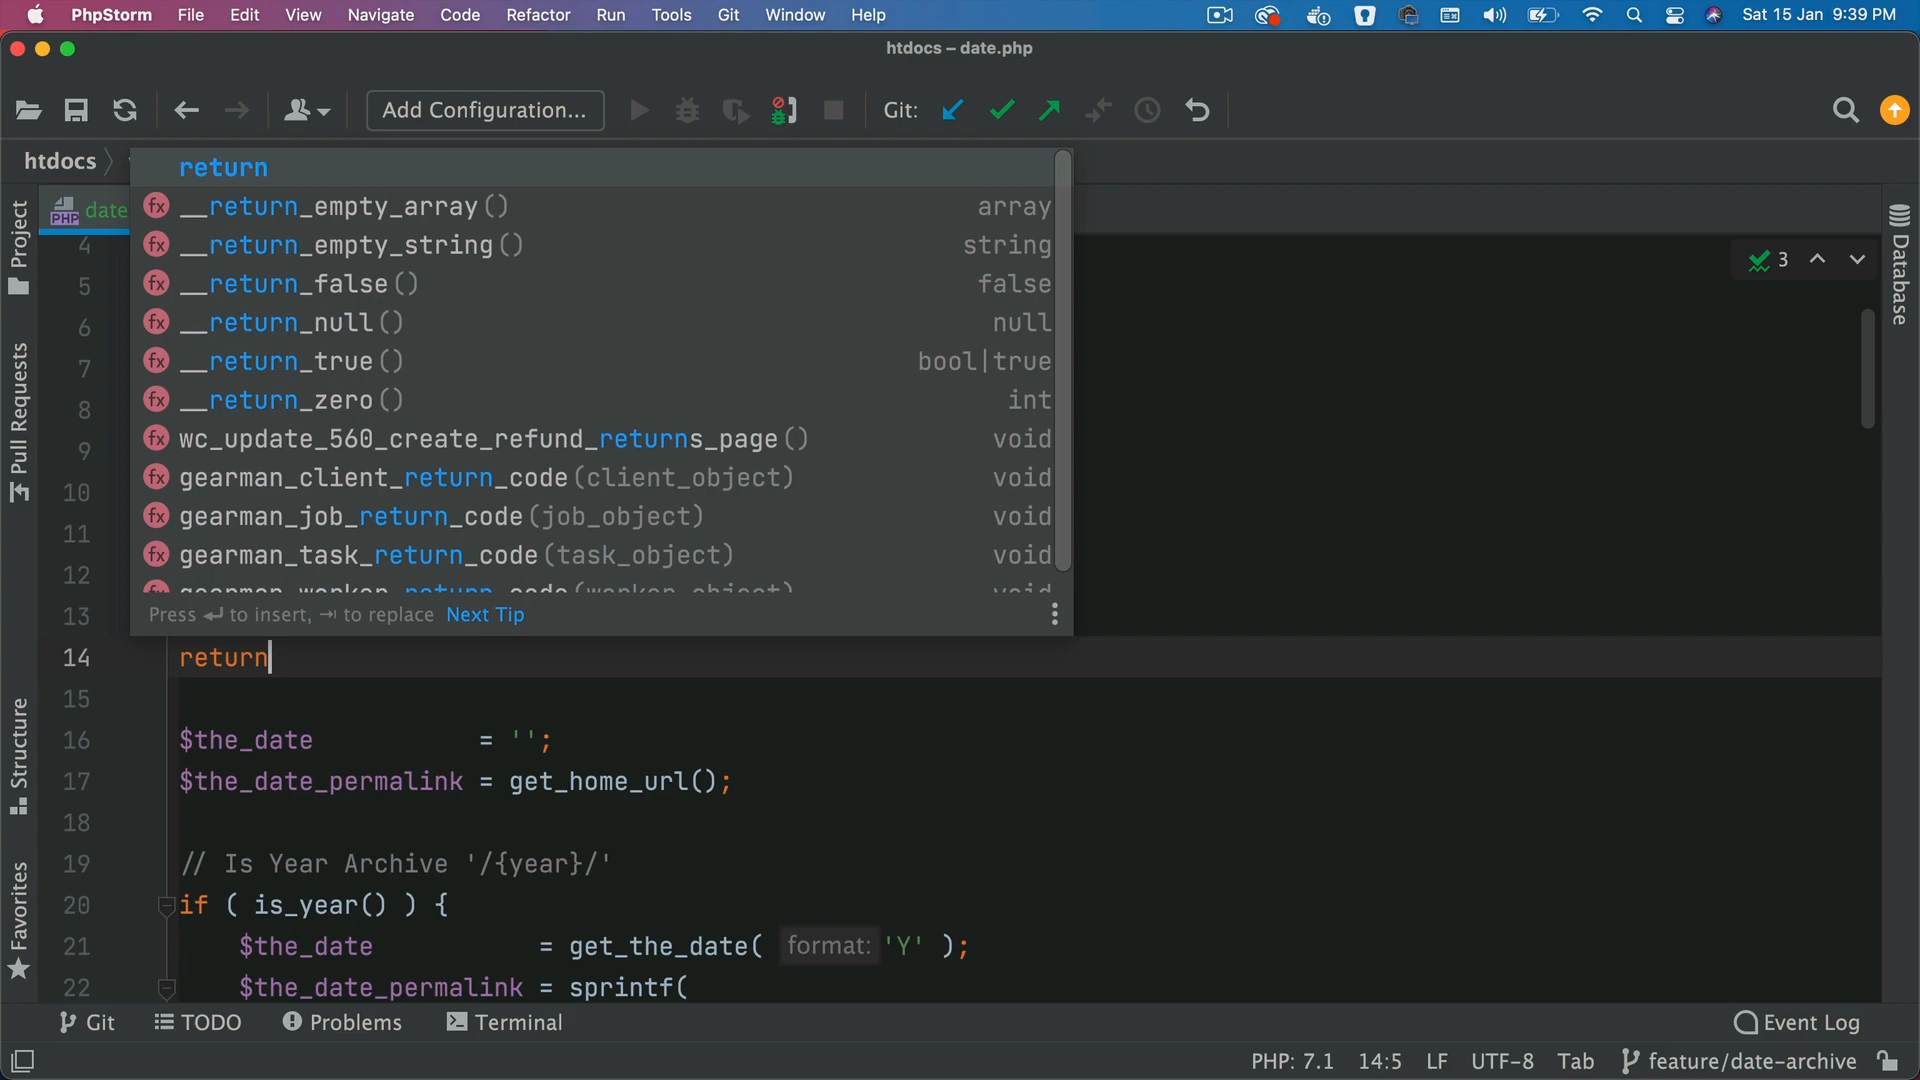 PhpStorm File Edit View Navigate Code Refactor Run Tools Git Window Help Sat 15 Jan 9:39 PM
htdocs – date.php
Add Configuration... Git:
htdocs
date
return
__return_empty_array() array
__return_empty_string() string
__return_false() false
__return_null() null
__return_true() bool|true
__return_zero() int
wc_update_560_create_refund_returns_page() void
gearman_client_return_code(client_object) void
gearman_job_return_code(job_object) void
gearman_task_return_code(task_object) void
gearman_worker_return_code(worker_object) void
Press ↵ to insert, ⇥ to replace Next Tip
3
Project
Pull Requests
Structure
Favorites
Database
4
5
6
7
8
9
10
11
12
13
14 return
15
16 $the_date = '';
17 $the_date_permalink = get_home_url();
18
19 // Is Year Archive '/{year}/'
20 if ( is_year() ) {
21 $the_date = get_the_date( format: 'Y' );
22 $the_date_permalink = sprintf(
Git TODO Problems Terminal Event Log
PHP: 7.1 14:5 LF UTF-8 Tab feature/date-archive